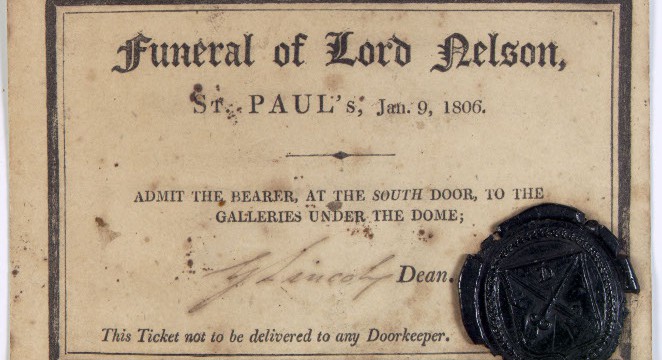 Funeral of Lord Nelson,
ST. PAUL's, Jan. 9, 1806.
ADMIT THE BEARER, AT THE SOUTH DOOR, TO THE
GALLERIES UNDER THE DOME;
G Lincoln Dean.
This Ticket not to be delivered to any Doorkeeper.